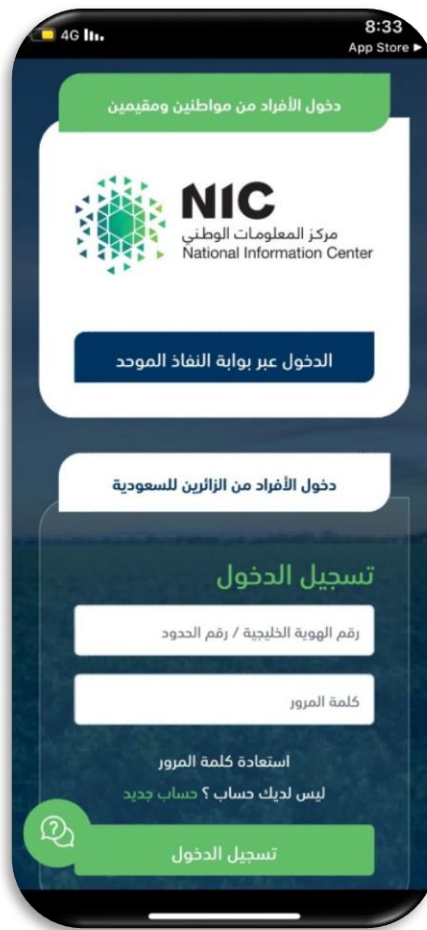 8:33
4G
App Store
دخول الأفراد من مواطنين ومقيمين
NIC
مركز المعلومات الوطني
National Information Center
الدخول عبر بوابة النفاذ الموحد
دخول الأفراد من الزائرين للسعودية
تسجيل الدخول
رقم الهوية الخليجية / رقم الحدود
كلمة المرور
استعادة كلمة المرور
ليس لديك حساب ؟ حساب جديد
تسجيل الدخول